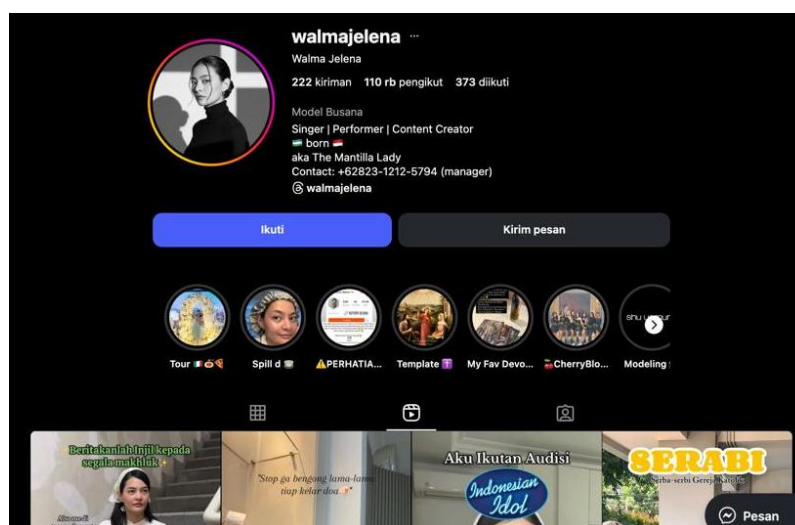 walmajelena ...
Walma Jelena
222 kiriman 110 rb pengikut 373 diikuti
Model Busana
Singer | Performer | Content Creator
born
aka The Mantilla Lady
Contact: +62823-1212-5794 (manager)
walmajelena
Ikuti
Kirim pesan
Tour
Spill d
PERHATIA...
Template
My Fav Devo...
CherryBlo...
Modeling
Beritakanlah Injil kepada
segala makhluk
"Stop ga bengong lama-lama
tiap kelar doa
Aku Ikutan Audisi
Indonesian
Idol
SERABI
Serba-serbi Gereja Katolik
Pesan